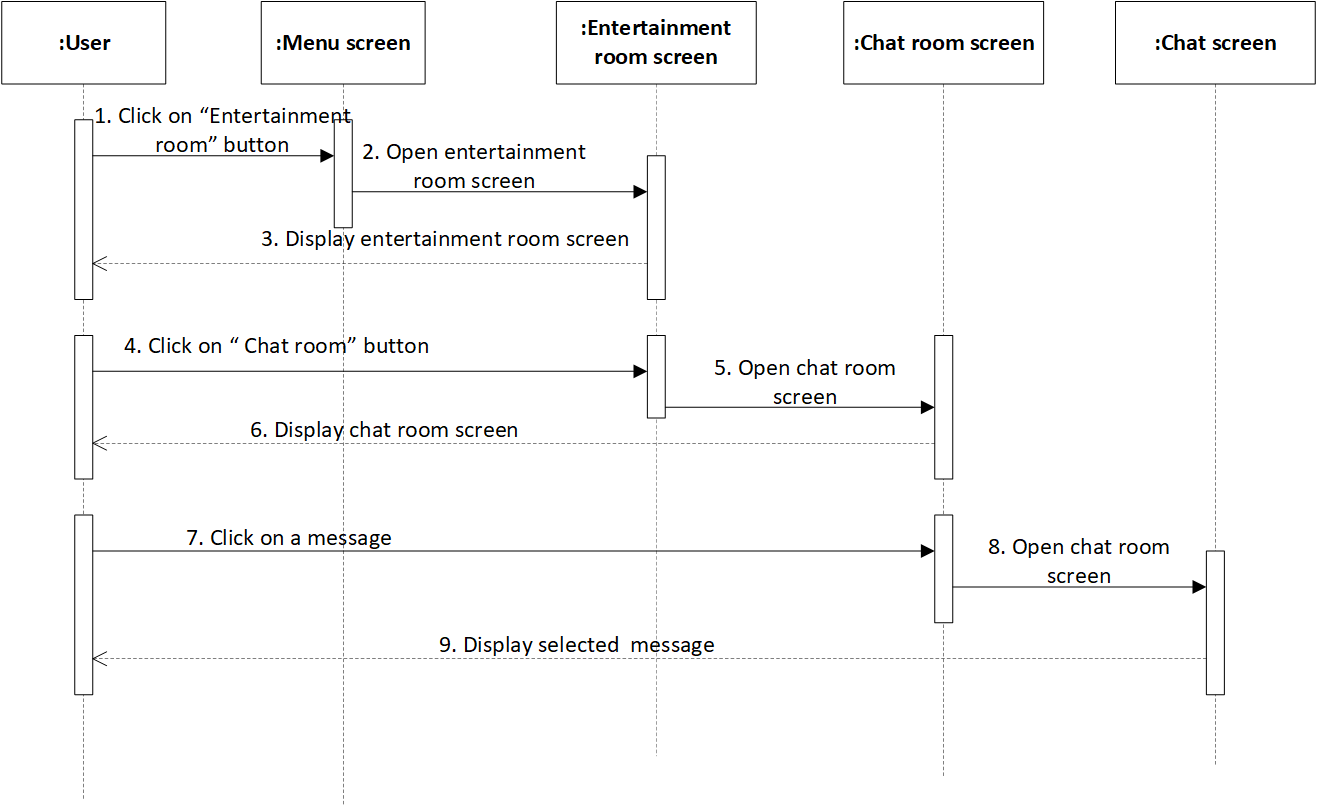 :User
:Menu screen
:Entertainment
room screen
:Chat room screen
:Chat screen
1. Click on “Entertainment
room” button
2. Open entertainment
room screen
3. Display entertainment room screen
4. Click on “ Chat room” button
5. Open chat room
screen
6. Display chat room screen
7. Click on a message
8. Open chat room
screen
9. Display selected  message